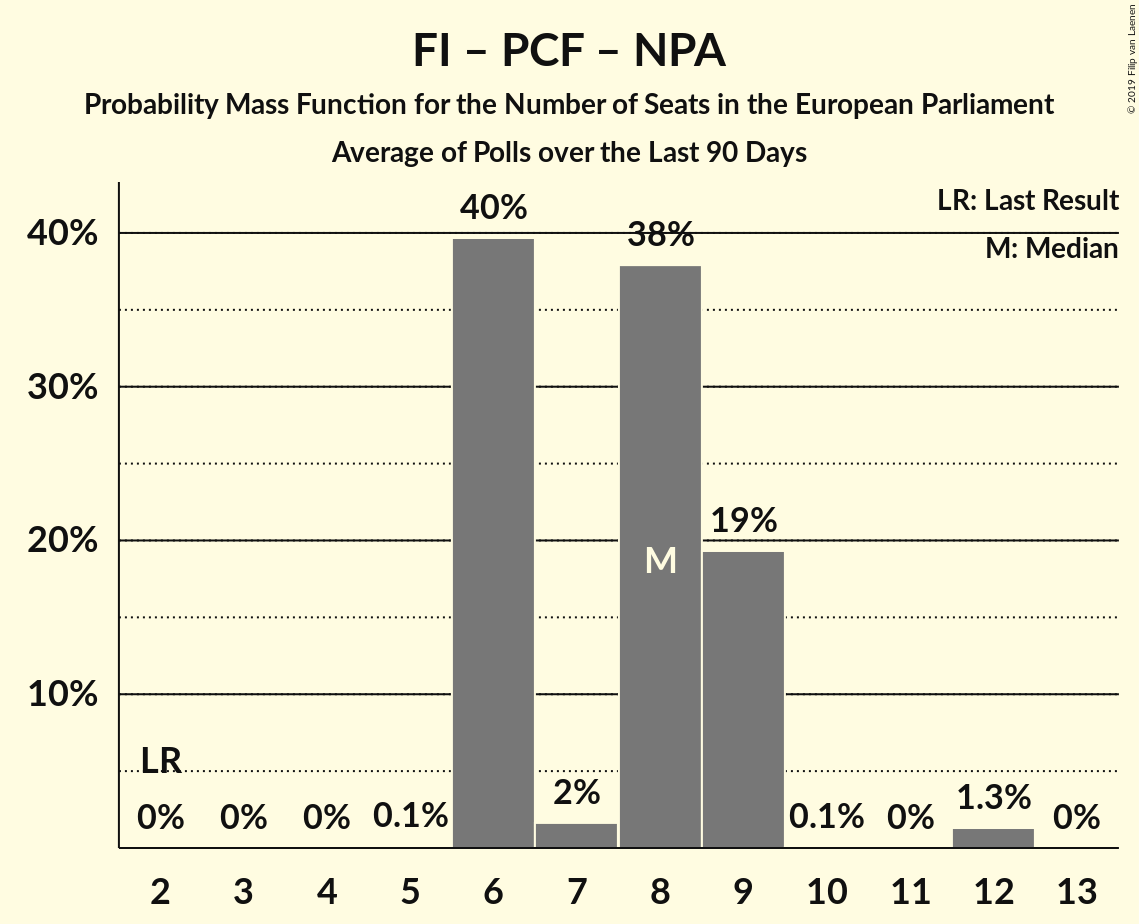 FI – PCF – NPA
Probability Mass Function for the Number of Seats in the European Parliament
Average of Polls over the Last 90 Days
© 2019 Filip van Laenen
LR: Last Result
M: Median
40%
30%
20%
10%
LR
0%
0%
0%
0.1%
40%
2%
38%
M
19%
0.1%
0%
1.3%
0%
2 3 4 5 6 7 8 9 10 11 12 13